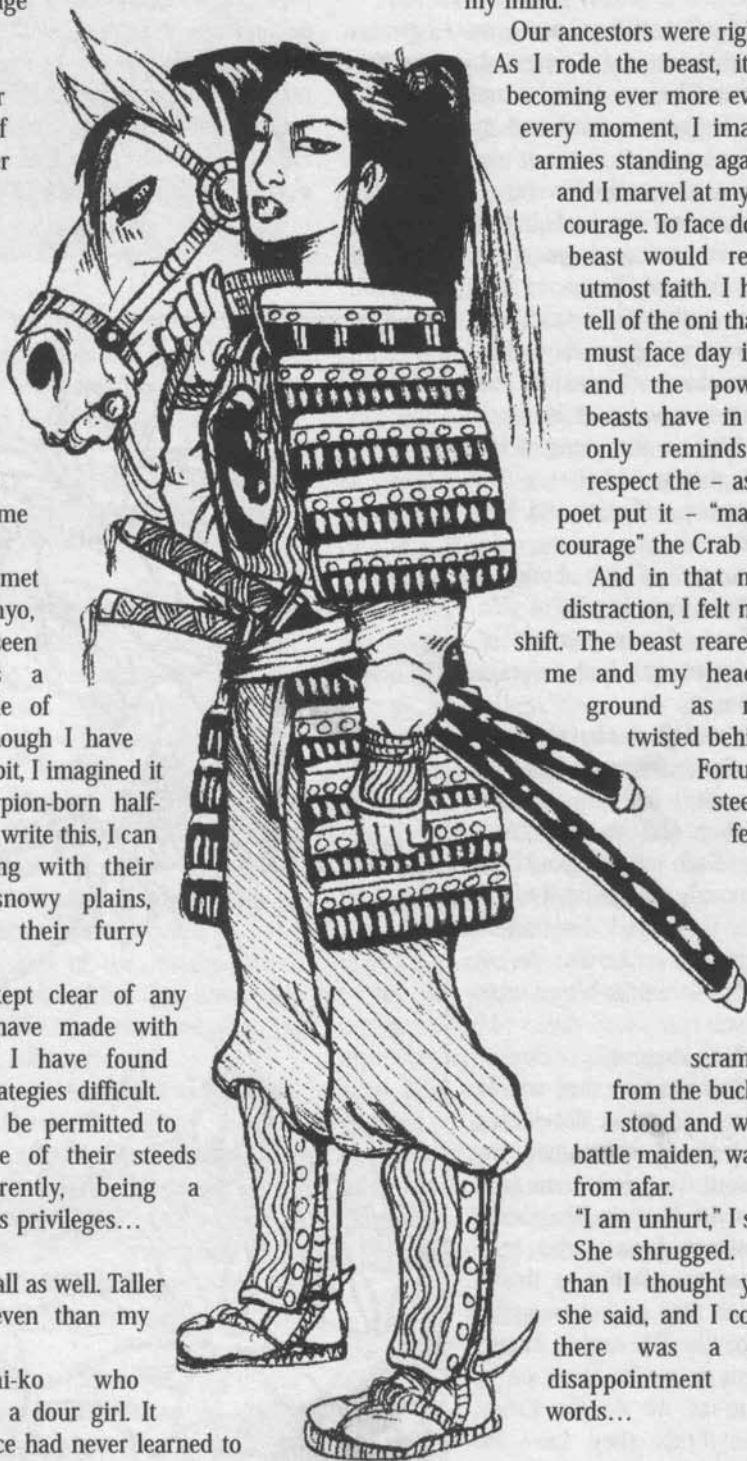 age
r
f
er
me
met
nyo,
een
a
e of
ough I have
bit, I imagined it
pion-born half-
write this, I can
ng with their
snowy plains,
their furry
ept clear of any
have made with
I have found
ategies difficult.
be permitted to
e of their steeds
rently, being a
s privileges…
all as well. Taller
even than my
i-ko who
a dour girl. It
ce had never learned to
my mind.
Our ancestors were rig
As I rode the beast, it
becoming ever more ev
every moment, I ima
armies standing aga
and I marvel at my
courage. To face do
beast would re
utmost faith. I h
tell of the oni tha
must face day i
and the pow
beasts have in
only reminds
respect the – as
poet put it – "ma
courage" the Crab
And in that m
distraction, I felt m
shift. The beast reare
me and my head
ground as m
twisted beh
Fortu
stee
fe
scram
from the buck
I stood and w
battle maiden, wa
from afar.
"I am unhurt," I s
She shrugged.
than I thought y
she said, and I co
there was a
disappointment
words…